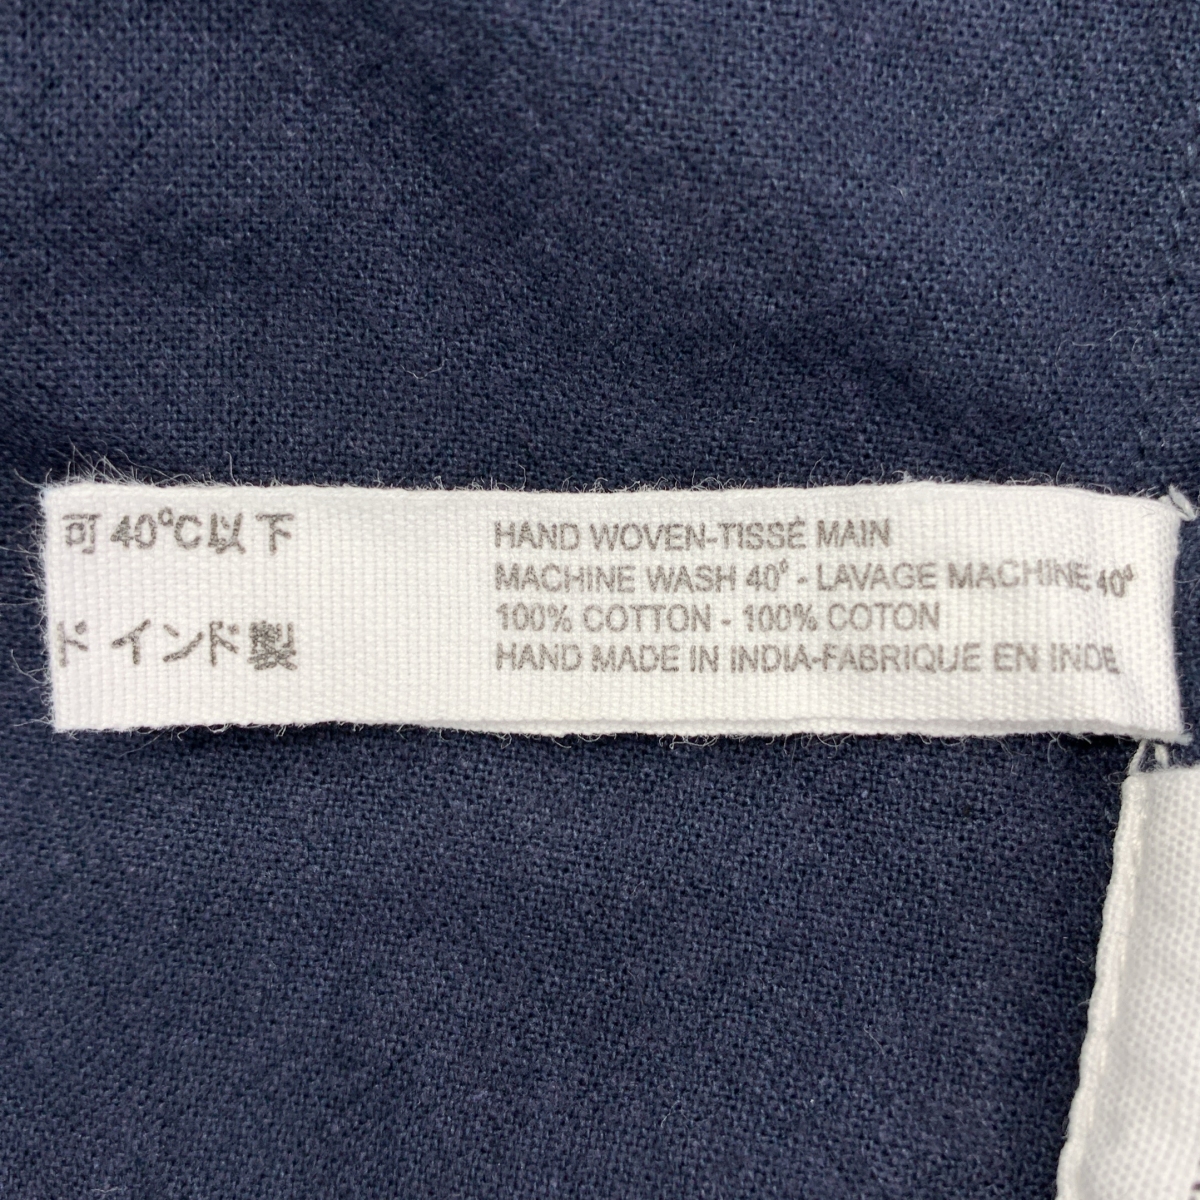 可 40°C以下
ド インド製
HAND WOVEN-TISSÉ MAIN
MACHINE WASH 40° - LAVAGE MACHINE 40°
100% COTTON - 100% COTON
HAND MADE IN INDIA-FABRIQUE EN INDE